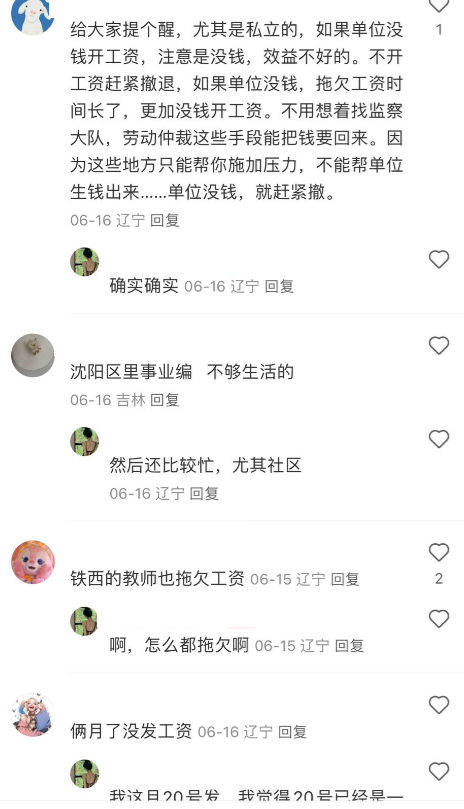 给大家提个醒，尤其是私立的，如果单位没
1
钱开工资，注意是没钱，效益不好的。不开
工资赶紧撤退，如果单位没钱，拖欠工资时
间长了，更加没钱开工资。不用想着找监察
大队，劳动仲裁这些手段能把钱要回来。因
为这些地方只能帮你施加压力，不能帮单位
生钱出来......单位没钱，就赶紧撤。
06-16 辽宁 回复
确实确实 06-16 辽宁 回复
沈阳区里事业编 不够生活的
06-16 吉林 回复
然后还比较忙，尤其社区
06-16 辽宁 回复
铁西的教师也拖欠工资 06-15 辽宁 回复
2
啊，怎么都拖欠啊 06-15 辽宁 回复
俩月了没发工资 06-16 辽宁 回复
我这月20号发，我觉得20号已经是一